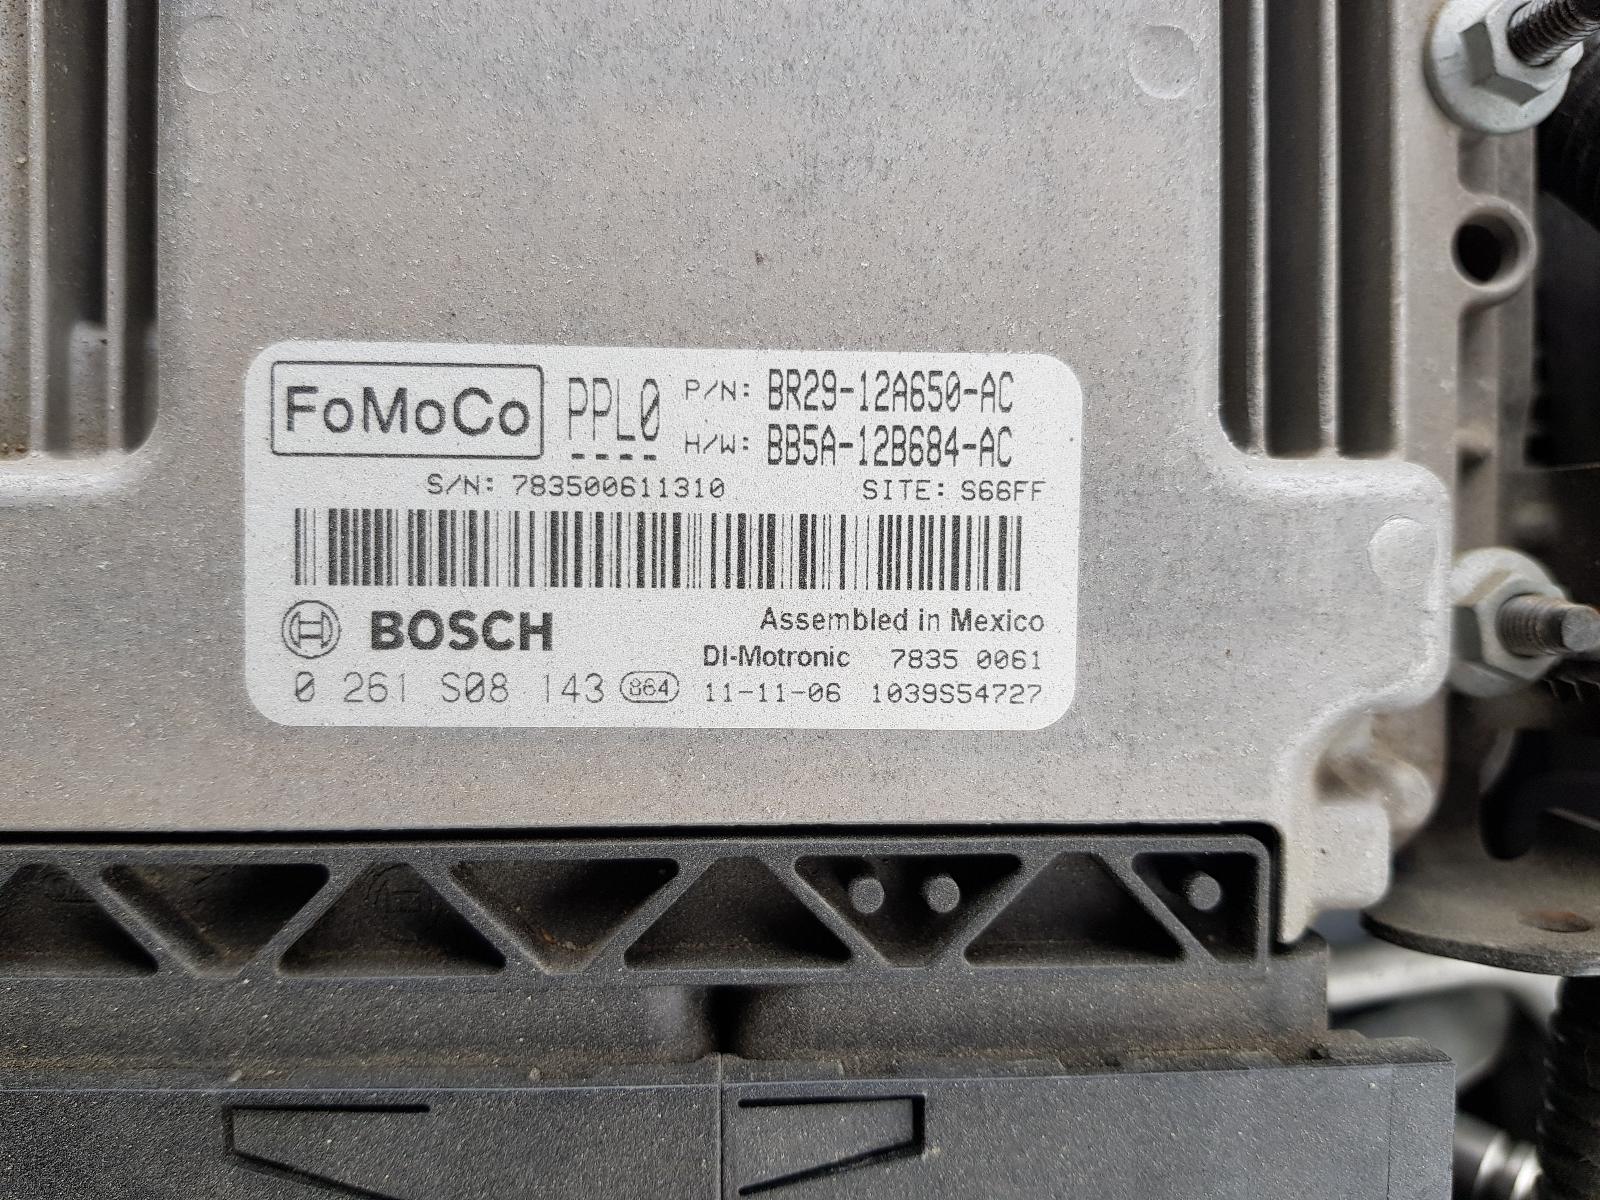 FoMoCo PPL0 P/N: BR29-12A650-AC
H/W: BB5A-12B684-AC
S/N: 783500611310 SITE: S66FF
BOSCH Assembled in Mexico
DI-Motronic 7835 0061
0 261 S08 143 864 11-11-06 1039S54727